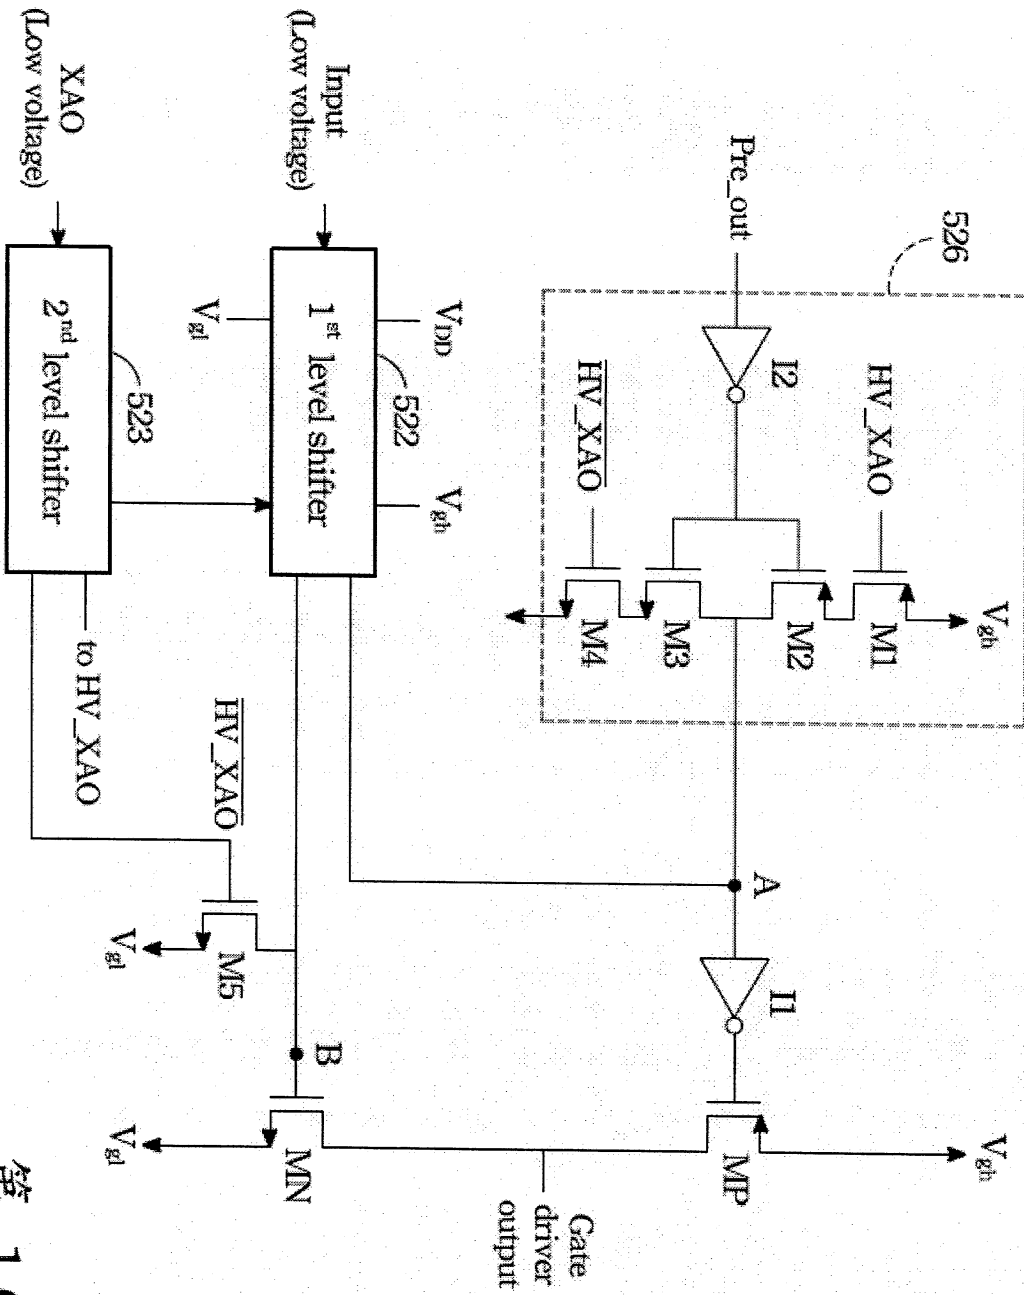 526
HV_XAO
V_gh
M1
Pre_out
I2
M2
M3
HV_XAO
M4
A
I1
V_gh
MP
Gate
driver
output
V_DD
V_gh
522
Input
(Low voltage)
1st level shifter
V_gl
HV_XAO
B
M5
V_gl
MN
V_gl
523
XAO
(Low voltage)
2nd level shifter
to HV_XAO
第